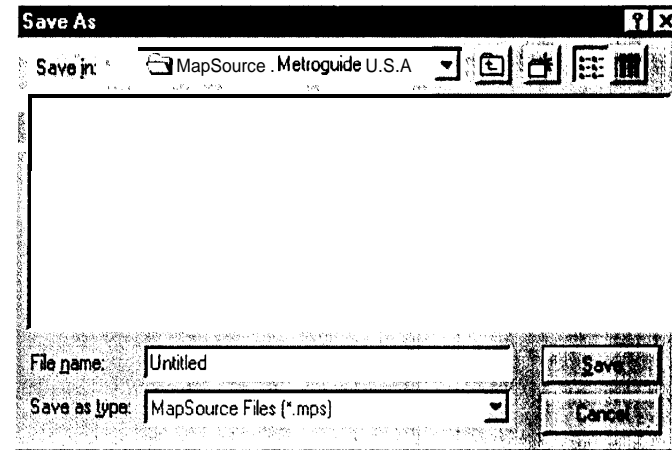 Save As
Save in: MapSource . Metroguide U.S.A
File name: Untitled
Save
Save as type: MapSource Files (*.mps)
Cancel